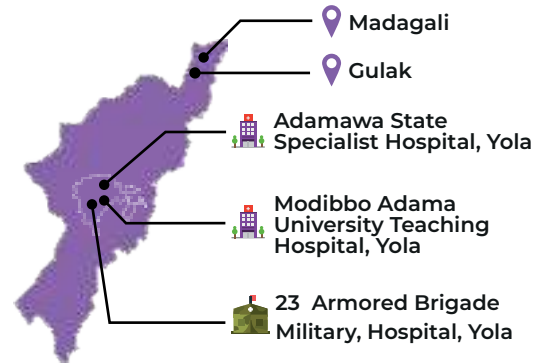 Madagali
Gulak
Adamawa State
Specialist Hospital, Yola
Modibbo Adama
University Teaching
Hospital, Yola
23 Armored Brigade
Military, Hospital, Yola